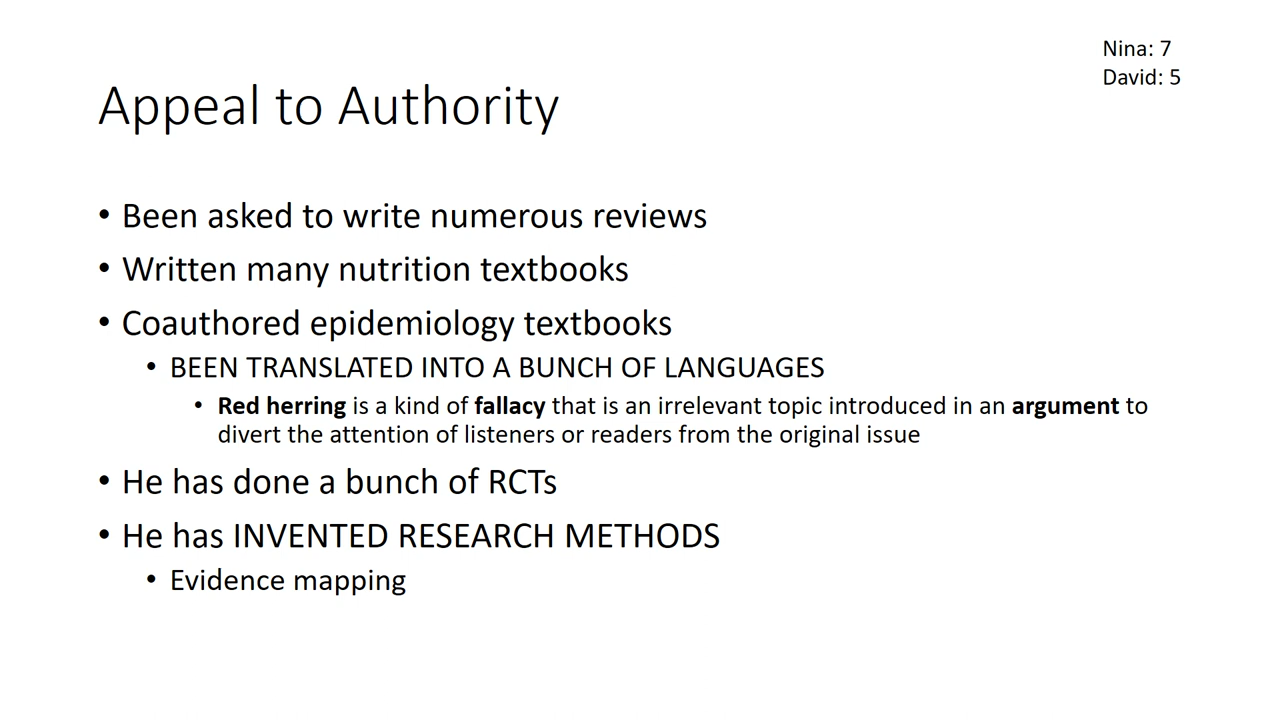 Nina: 7
David: 5
Appeal to Authority
• Been asked to write numerous reviews
• Written many nutrition textbooks
• Coauthored epidemiology textbooks
• BEEN TRANSLATED INTO A BUNCH OF LANGUAGES
• Red herring is a kind of fallacy that is an irrelevant topic introduced in an argument to
divert the attention of listeners or readers from the original issue
• He has done a bunch of RCTs
• He has INVENTED RESEARCH METHODS
• Evidence mapping